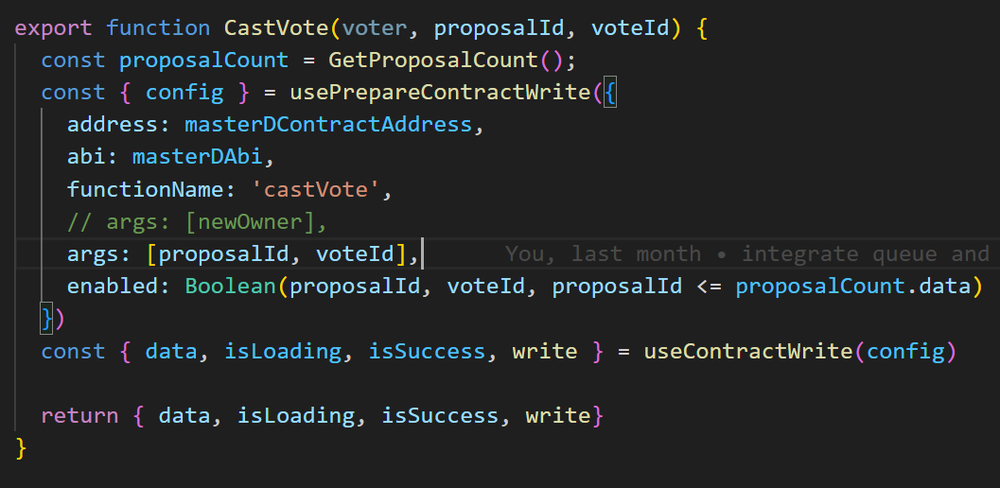 export function CastVote(voter, proposalId, voteId) {
const proposalCount = GetProposalCount();
const { config } = usePrepareContractWrite({
address: masterDContractAddress,
abi: masterDAbi,
functionName: 'castVote',
// args: [newOwner],
args: [proposalId, voteId], You, last month • integrate queue and
enabled: Boolean(proposalId, voteId, proposalId <= proposalCount.data)
})
const { data, isLoading, isSuccess, write } = useContractWrite(config)
return { data, isLoading, isSuccess, write}
}